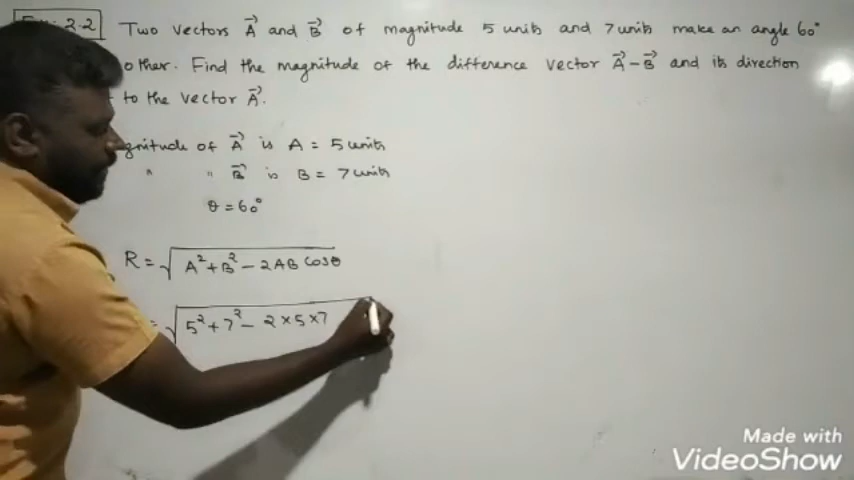 2.2 Two vectors A⃗ and B⃗ of magnitude 5 units and 7 units make an angle 60°
other. Find the magnitude of the difference vector A⃗ - B⃗ and its direction
to the vector A⃗.
gnitude of A⃗ is A = 5 units
" " B⃗ is B = 7 units
θ = 60°
R = √A² + B² - 2AB cosθ
= √5² + 7² - 2 × 5 × 7
Made with
VideoShow